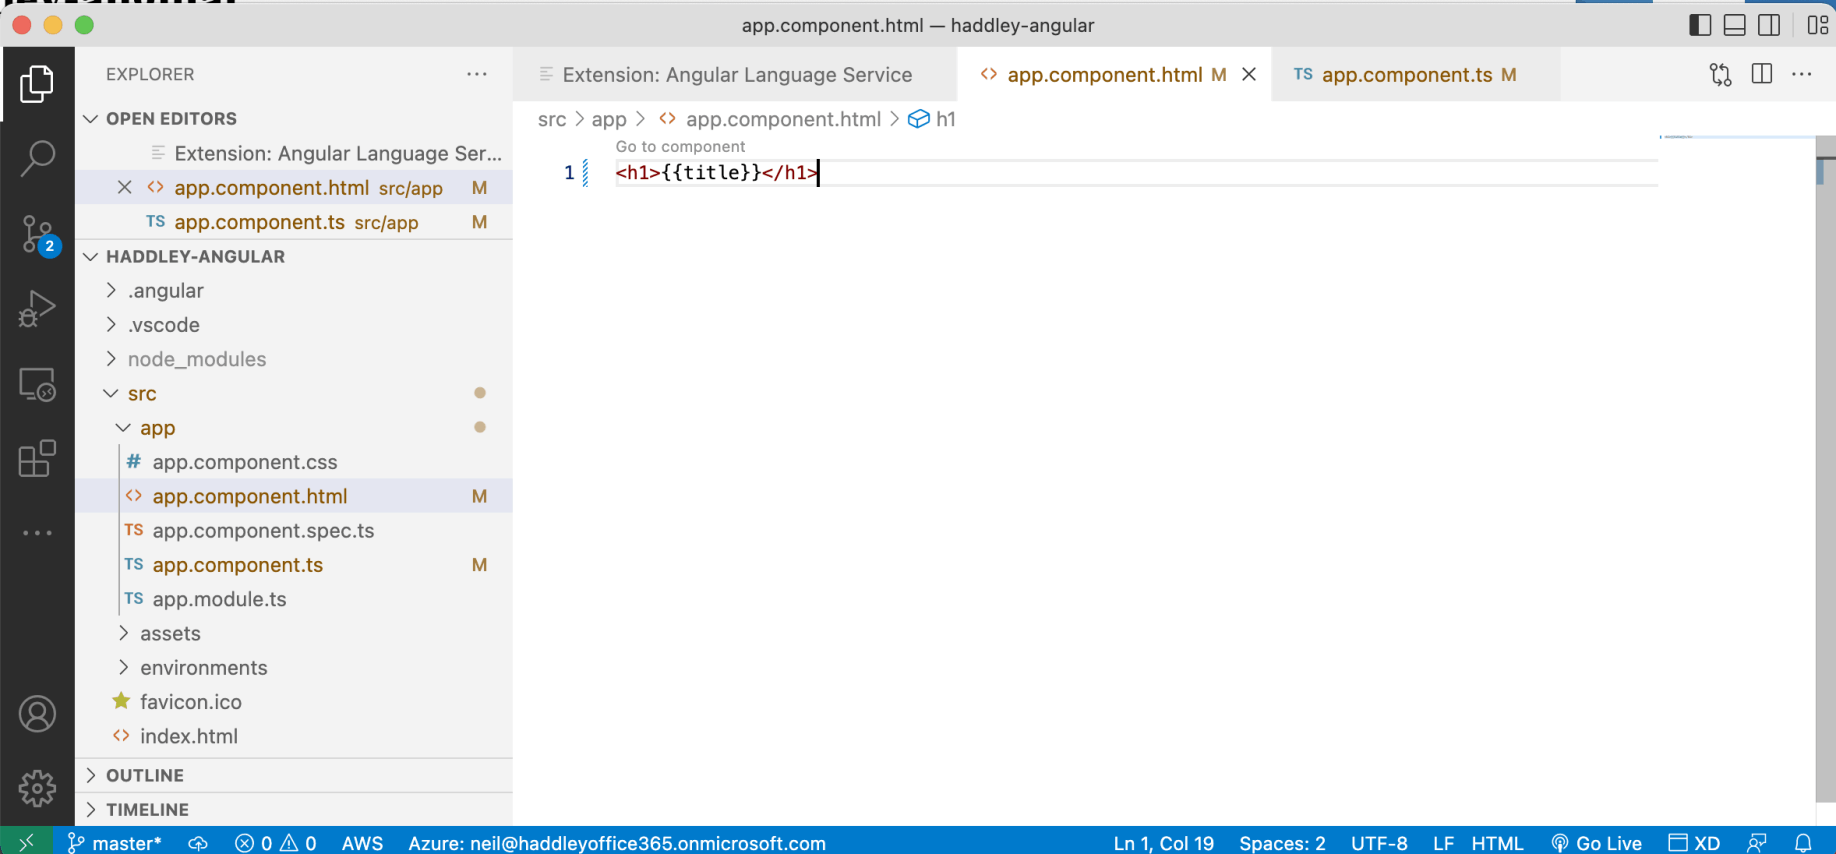 app.component.html — haddley-angular
EXPLORER
Extension: Angular Language Service
app.component.html M
TS app.component.ts M
OPEN EDITORS
src > app > <> app.component.html > h1
Extension: Angular Language Ser...
<> app.component.html src/app M
TS app.component.ts src/app M
Go to component
1 <h1>{{title}}</h1>
HADDLEY-ANGULAR
.angular
.vscode
node_modules
src
app
# app.component.css
<> app.component.html M
TS app.component.spec.ts
TS app.component.ts M
TS app.module.ts
assets
environments
favicon.ico
<> index.html
OUTLINE
TIMELINE
2
master* 0 0 AWS Azure: neil@haddleyoffice365.onmicrosoft.com Ln 1, Col 19 Spaces: 2 UTF-8 LF HTML Go Live XD